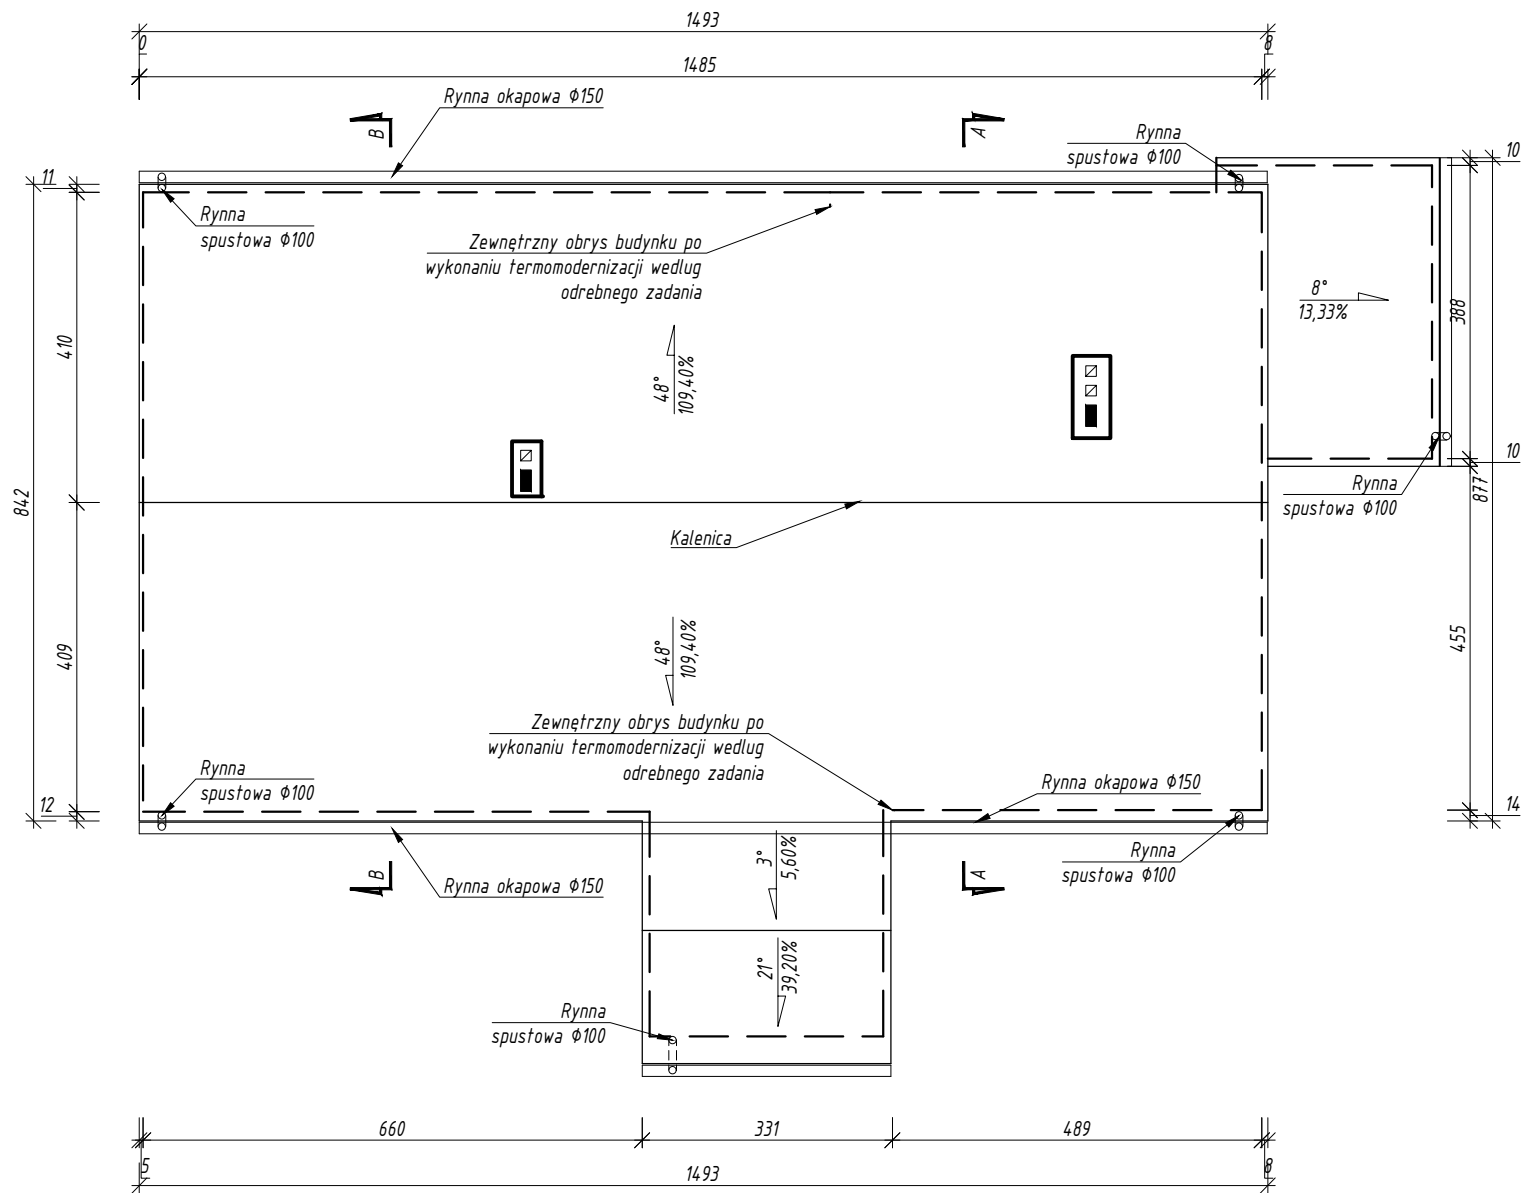 1493
0
8
1485
Rynna okapowa Φ150
B
A
Rynna
spustowa Φ100
10
11
Rynna
spustowa Φ100
Zewnętrzny obrys budynku po
wykonaniu termomodernizacji wedlug
odrebnego zadania
8°
13,33%
388
410
48°
109,40%
10
877
Rynna
spustowa Φ100
842
Kalenica
409
48°
109,40%
455
Zewnętrzny obrys budynku po
wykonaniu termomodernizacji wedlug
odrebnego zadania
Rynna
spustowa Φ100
Rynna okapowa Φ150
12
14
3°
5,60%
Rynna
spustowa Φ100
B
Rynna okapowa Φ150
A
21°
39,20%
Rynna
spustowa Φ100
660
331
489
5
8
1493